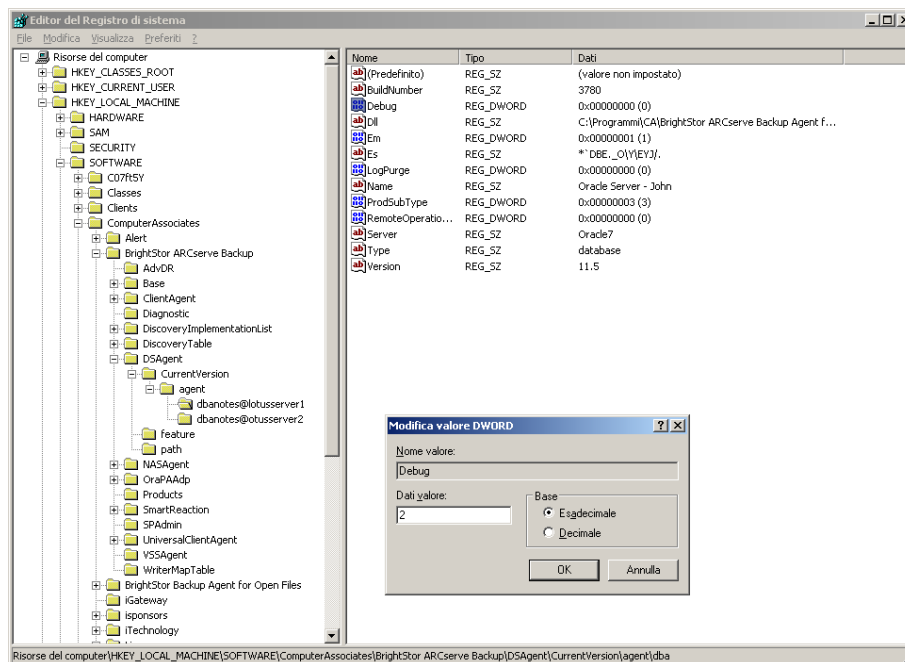 Editor del Registro di sistema
File Modifica Visualizza Preferiti ?
Risorse del computer
HKEY_CLASSES_ROOT
HKEY_CURRENT_USER
HKEY_LOCAL_MACHINE
HARDWARE
SAM
SECURITY
SOFTWARE
C07ft5Y
Classes
Clients
ComputerAssociates
Alert
BrightStor ARCserve Backup
AdvDR
Base
ClientAgent
Diagnostic
DiscoveryImplementationList
DiscoveryTable
DSAgent
CurrentVersion
agent
dbanotes@lotusserver1
dbanotes@otusserver2
feature
path
NASAgent
OraPAAdp
Products
SmartReaction
SPAdmin
UniversalClientAgent
VSSAgent
WriterMapTable
BrightStor Backup Agent for Open Files
iGateway
isponsors
iTechnology
Nome Tipo Dati
(Predefinito) REG_SZ (valore non impostato)
BuildNumber REG_SZ 3780
Debug REG_DWORD 0x00000000 (0)
Dll REG_SZ C:\Programmi\CA\BrightStor ARCserve Backup Agent f...
Em REG_DWORD 0x00000001 (1)
Es REG_SZ *`DBE._O\Y\EYJ/.
LogPurge REG_DWORD 0x00000000 (0)
Name REG_SZ Oracle Server - John
ProdSubType REG_DWORD 0x00000003 (3)
RemoteOperatio... REG_DWORD 0x00000000 (0)
Server REG_SZ Oracle7
Type REG_SZ database
Version REG_SZ 11.5
Modifica valore DWORD
Nome valore:
Debug
Dati valore:
2
Base
Esadecimale
Decimale
OK Annulla
Risorse del computer\HKEY_LOCAL_MACHINE\SOFTWARE\ComputerAssociates\BrightStor ARCserve Backup\DSAgent\CurrentVersion\agent\dba